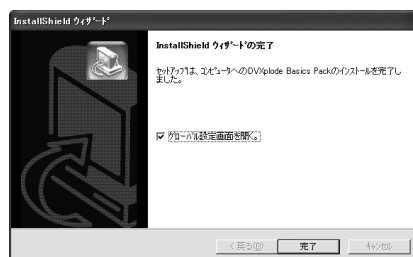 InstallShield ｳｨｻﾞｰﾄﾞ
InstallShield ｳｨｻﾞｰﾄﾞの完了
ｾｯﾄｱｯﾌﾟは、ｺﾝﾋﾟｭｰﾀへのDVXplode Basics Packのｲﾝｽﾄｰﾙを完了し
ました。
ｸﾞﾛｰﾊﾞﾙ設定画面を開く。
< 戻る(B)
完了
ｷｬﾝｾﾙ